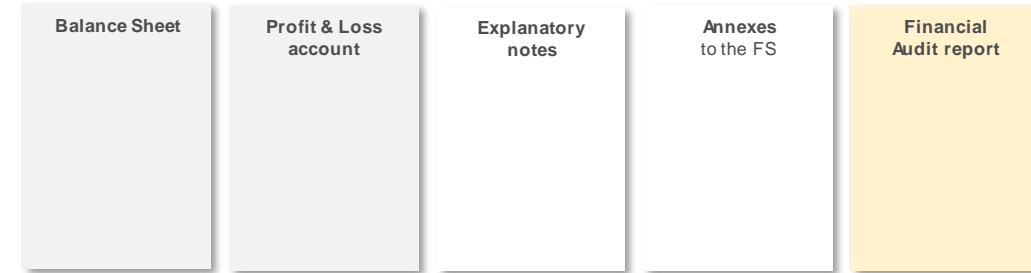 Balance Sheet
Profit & Loss
account
Explanatory
notes
Annexes
to the FS
Financial
Audit report